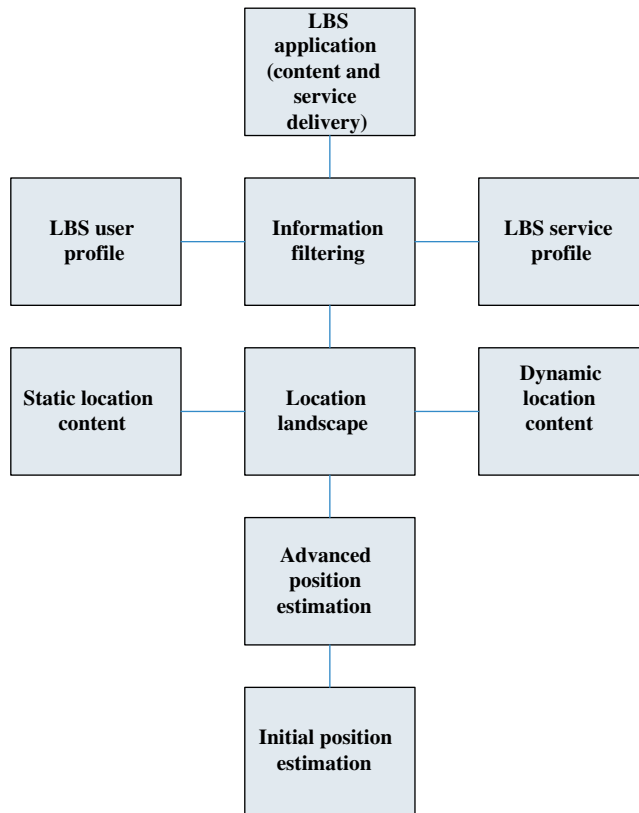 LBS
application
(content and
service
delivery)
LBS user
profile
Information
filtering
LBS service
profile
Static location
content
Location
landscape
Dynamic
location
content
Advanced
position
estimation
Initial position
estimation